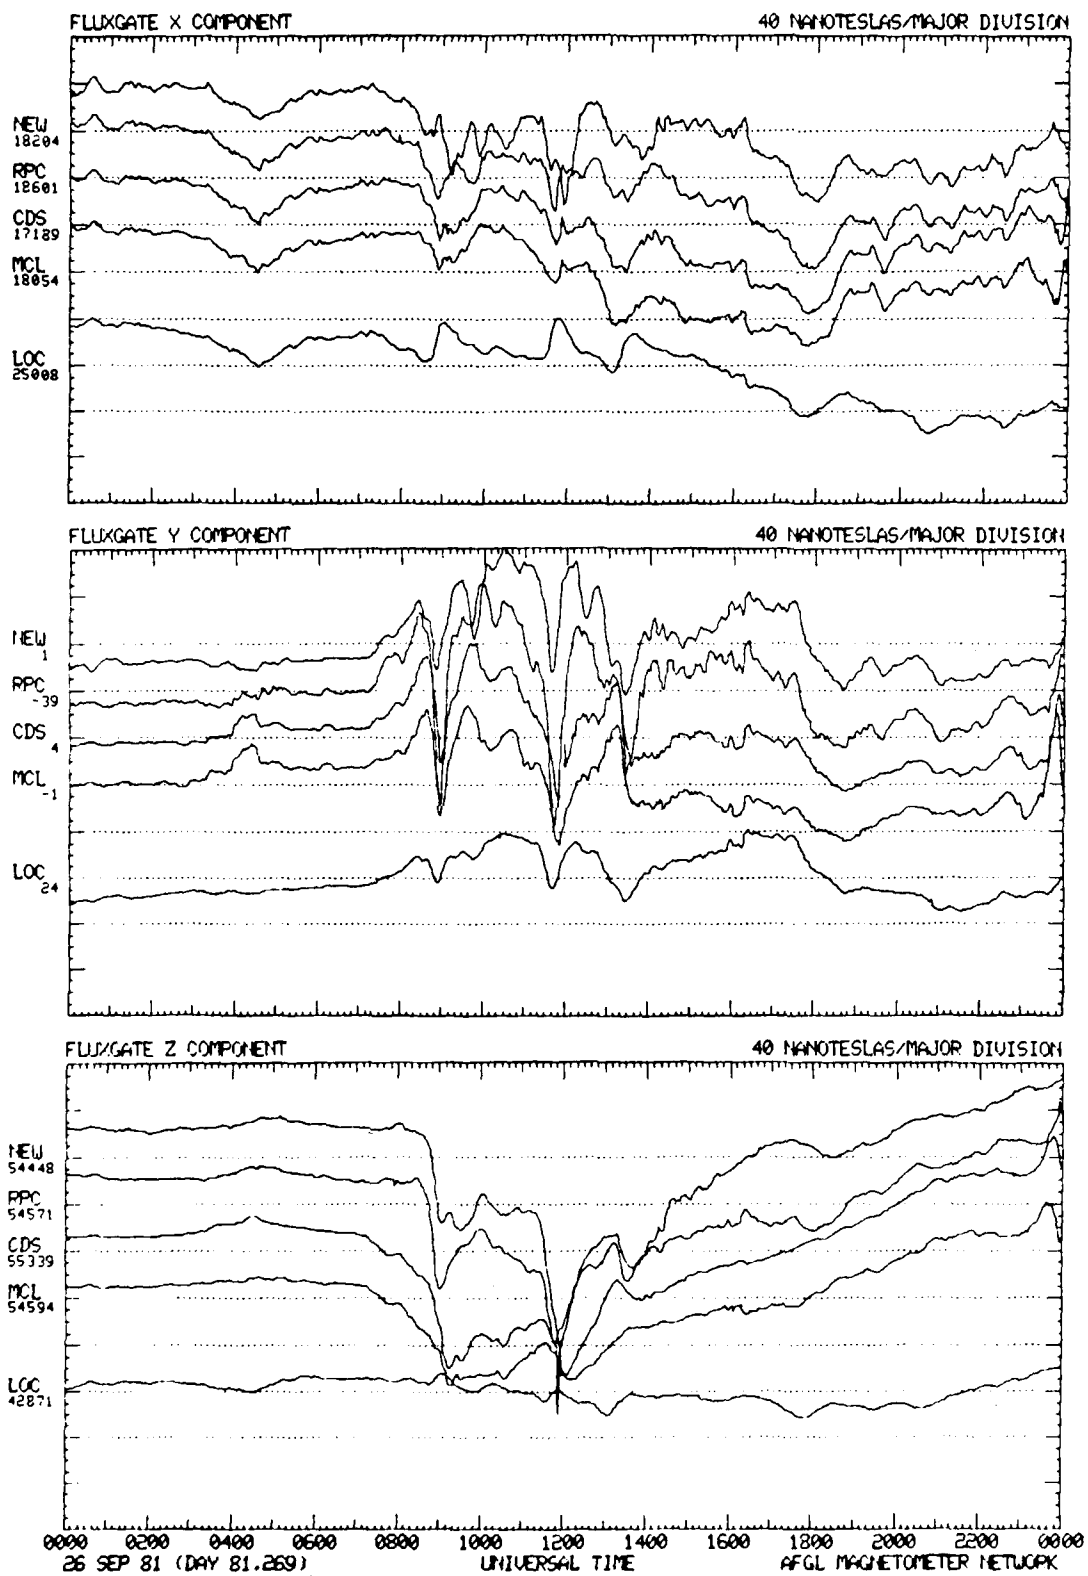 FLUXGATE X COMPONENT 40 NANOTESLAS/MAJOR DIVISION
NEW
18204
RPC
18601
CDS
17189
MCL
18054
LOC
25008
FLUXGATE Y COMPONENT 40 NANOTESLAS/MAJOR DIVISION
NEW
1
RPC
-39
CDS
4
MCL
-1
LOC
24
FLUXGATE Z COMPONENT 40 NANOTESLAS/MAJOR DIVISION
NEW
54448
RPC
54571
CDS
55339
MCL
54594
LOC
42871
0000 0200 0400 0600 0800 1000 1200 1400 1600 1800 2000 2200 0000
26 SEP 81 (DAY 81.269) UNIVERSAL TIME AFGL MAGNETOMETER NETWORK